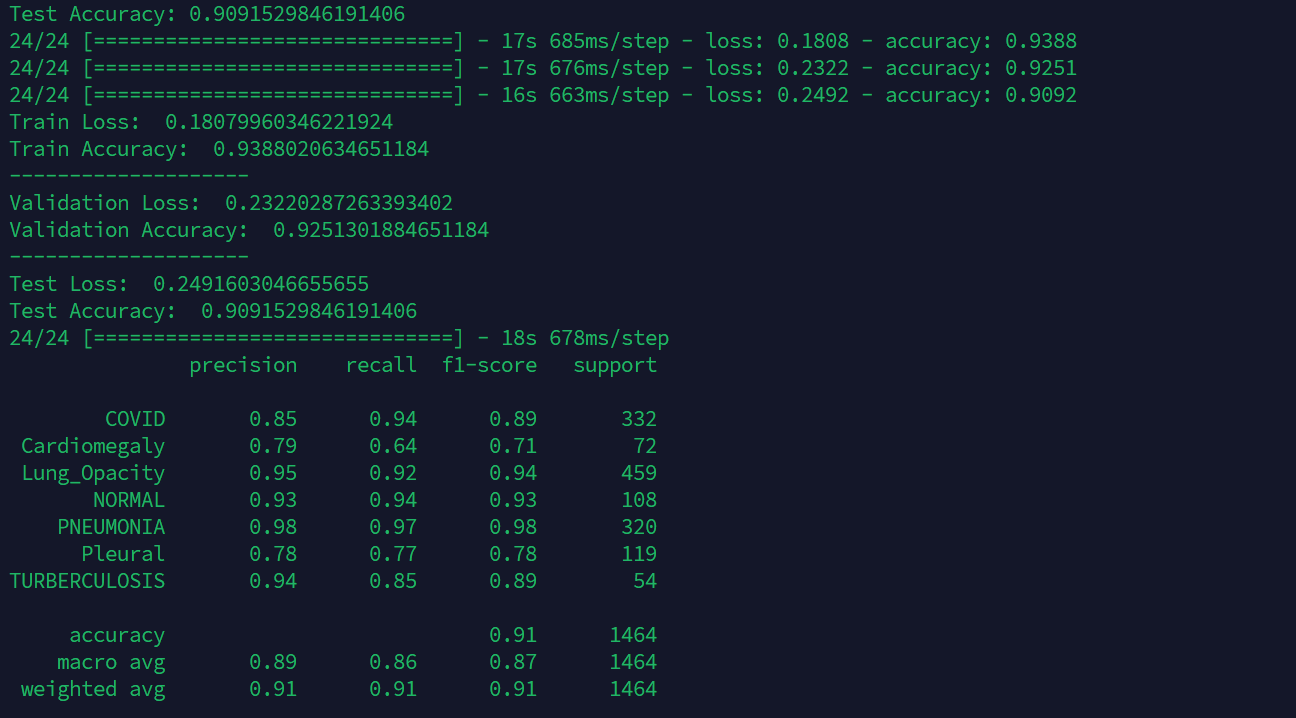 Test Accuracy: 0.9091529846191406
24/24 [==============================] - 17s 685ms/step - loss: 0.1808 - accuracy: 0.9388
24/24 [==============================] - 17s 676ms/step - loss: 0.2322 - accuracy: 0.9251
24/24 [==============================] - 16s 663ms/step - loss: 0.2492 - accuracy: 0.9092
Train Loss:  0.18079960346221924
Train Accuracy:  0.9388020634651184
--------------------
Validation Loss:  0.23220287263393402
Validation Accuracy:  0.9251301884651184
--------------------
Test Loss:  0.2491603046655655
Test Accuracy:  0.9091529846191406
24/24 [==============================] - 18s 678ms/step
precision    recall  f1-score   support
COVID       0.85      0.94      0.89       332
Cardiomegaly       0.79      0.64      0.71        72
Lung_Opacity       0.95      0.92      0.94       459
NORMAL       0.93      0.94      0.93       108
PNEUMONIA       0.98      0.97      0.98       320
Pleural       0.78      0.77      0.78       119
TURBERCULOSIS       0.94      0.85      0.89        54
accuracy                           0.91      1464
macro avg       0.89      0.86      0.87      1464
weighted avg       0.91      0.91      0.91      1464